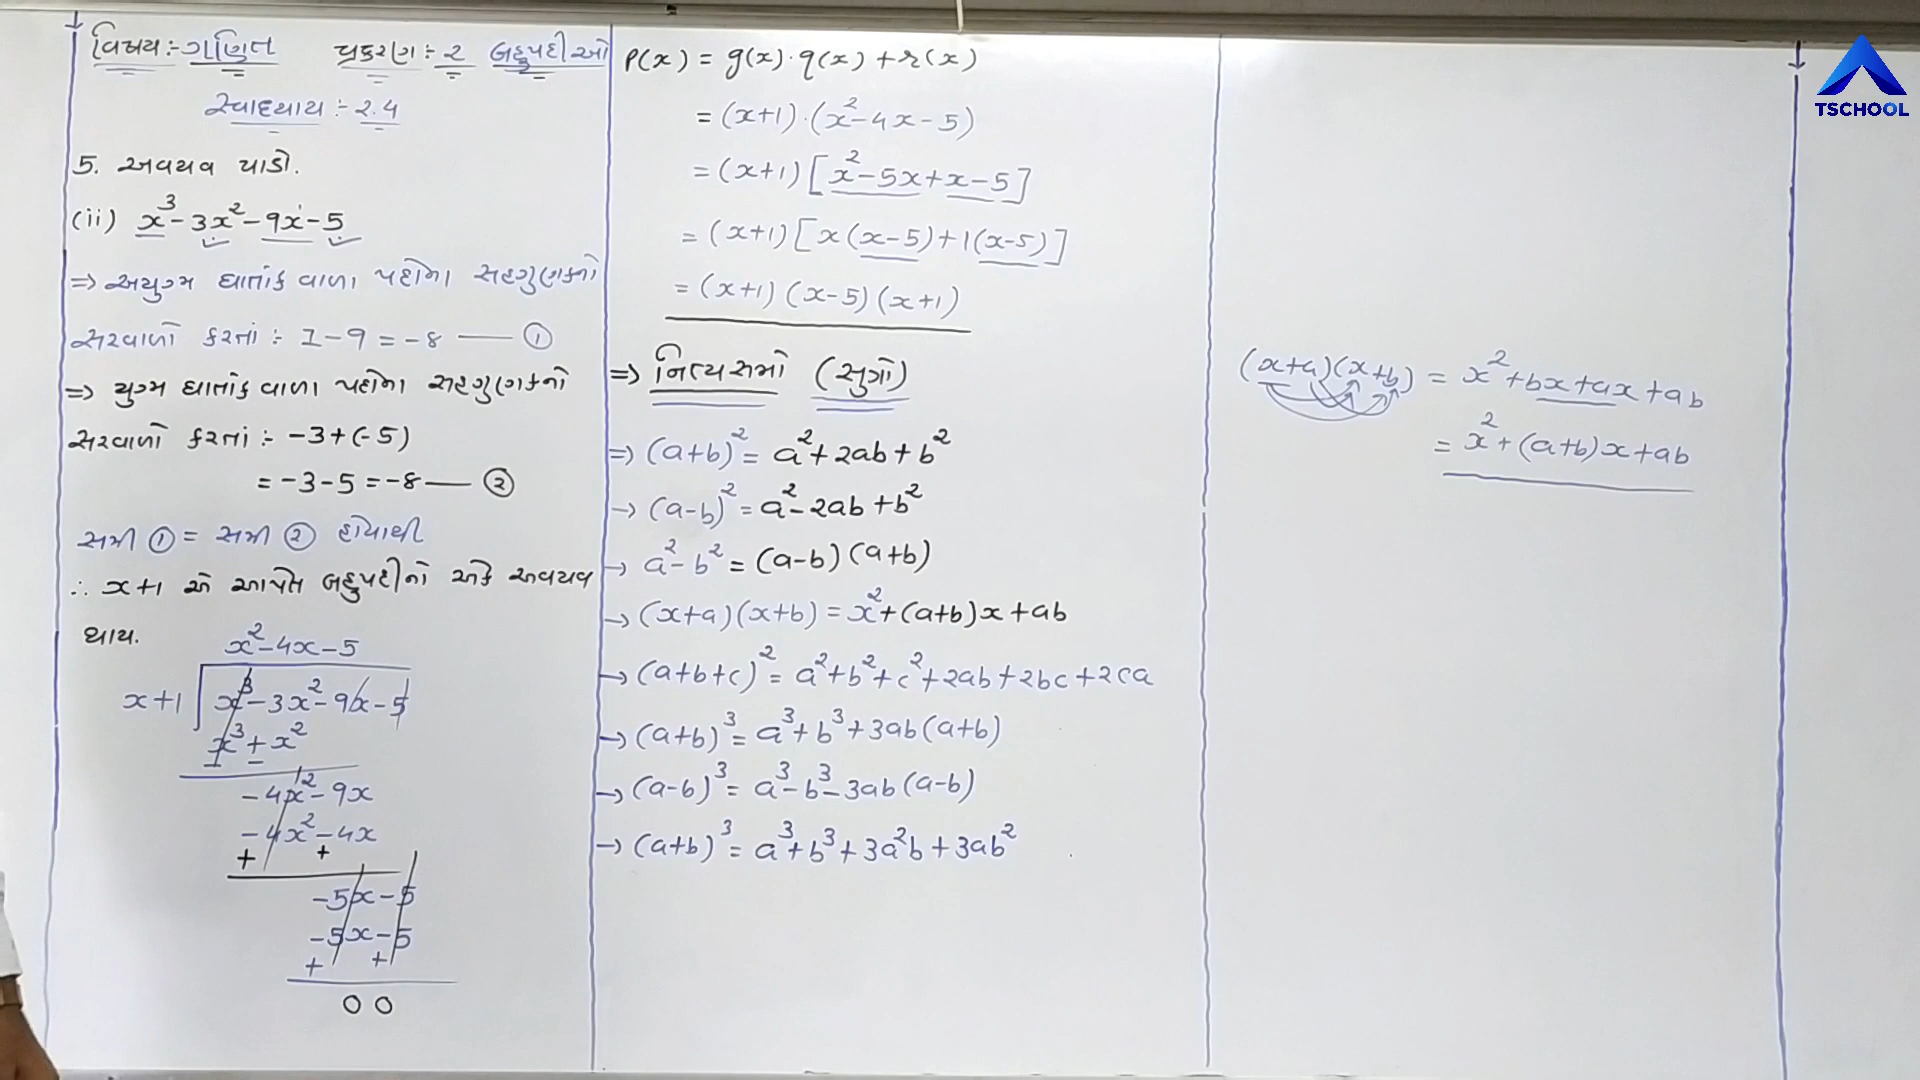 વિષય:- ગણિત પ્રકરણ:- ૨ બહુપદીઓ
સ્વાધ્યાય:- ૨.4
5. અવયવ પાડો.
(ii) x³ - 3x² - 9x - 5
⇒ અયુગ્મ ઘાતાંક વાળા પદોના સહગુણકનો
સરવાળો કરતાં :- 1 - 9 = -8 —— ①
⇒ યુગ્મ ઘાતાંક વાળા પદોના સહગુણકનો
સરવાળો કરતાં :- -3 + (-5)
= -3 - 5 = -8 —— ②
સમી ① = સમી ② હોવાથી
∴ x+1 એ આપેલ બહુપદીનો એક અવયવ
થાય.
x² - 4x - 5
x+1 x³ - 3x² - 9x - 5
x³ + x²
- -
-4x² - 9x
-4x² - 4x
+ +
-5x - 5
-5x - 5
+ +
0 0
P(x) = g(x)·q(x) + r(x)
= (x+1)·(x² - 4x - 5)
= (x+1) [x² - 5x + x - 5]
= (x+1) [x(x-5) + 1(x-5)]
= (x+1) (x-5) (x+1)
⇒ નિત્યસમો (સુત્રો)
⇒ (a+b)² = a² + 2ab + b²
→ (a-b)² = a² - 2ab + b²
→ a² - b² = (a-b) (a+b)
→ (x+a) (x+b) = x² + (a+b)x + ab
→ (a+b+c)² = a² + b² + c² + 2ab + 2bc + 2ca
→ (a+b)³ = a³ + b³ + 3ab(a+b)
→ (a-b)³ = a³ - b³ - 3ab(a-b)
→ (a+b)³ = a³ + b³ + 3a²b + 3ab²
(x+a)(x+b) = x² + bx + ax + ab
= x² + (a+b)x + ab
TSCHOOL